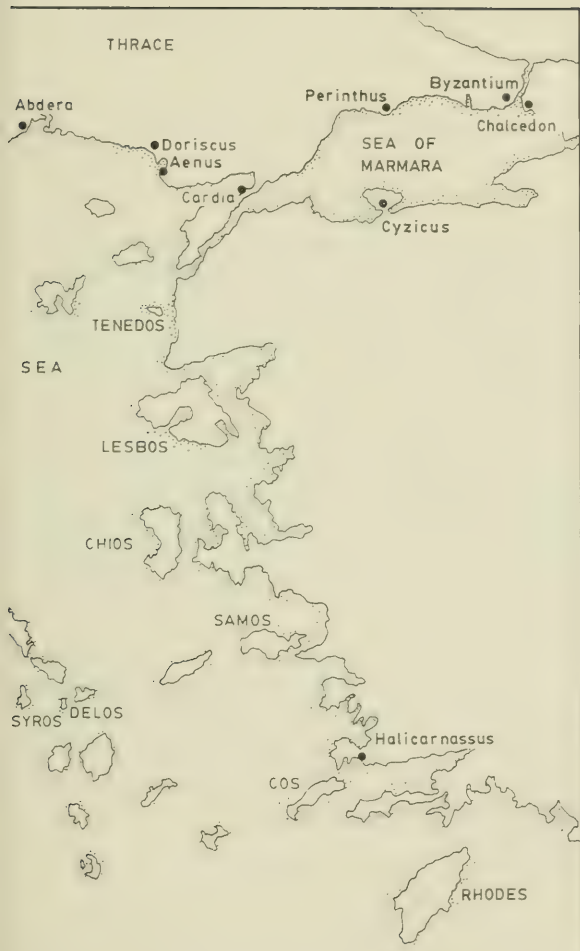 THRACE
Byzantium
Perinthus
Abdera
Chalcedon
Doriscus
SEA OF
MARMARA
Aenus
Cardia
Cyzicus
TENEDOS
SEA
LESBOS
CHIOS
SAMOS
SYROS
DELOS
Halicarnassus
COS
RHODES